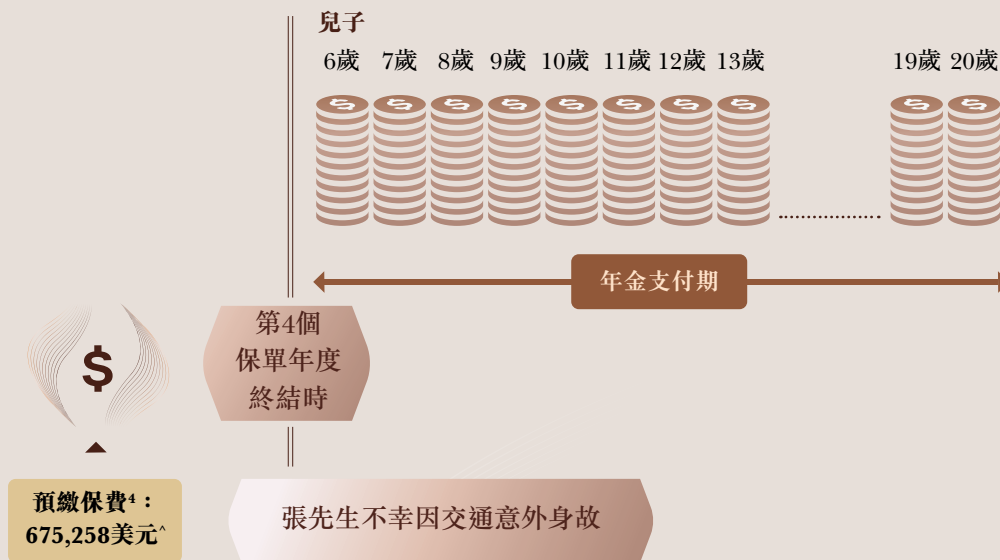 兒子
6歲 7歲 8歲 9歲 10歲 11歲 12歲 13歲 19歲 20歲
年金支付期
第4個
保單年度
終結時
$
預繳保費⁴：
675,258美元^
張先生不幸因交通意外身故